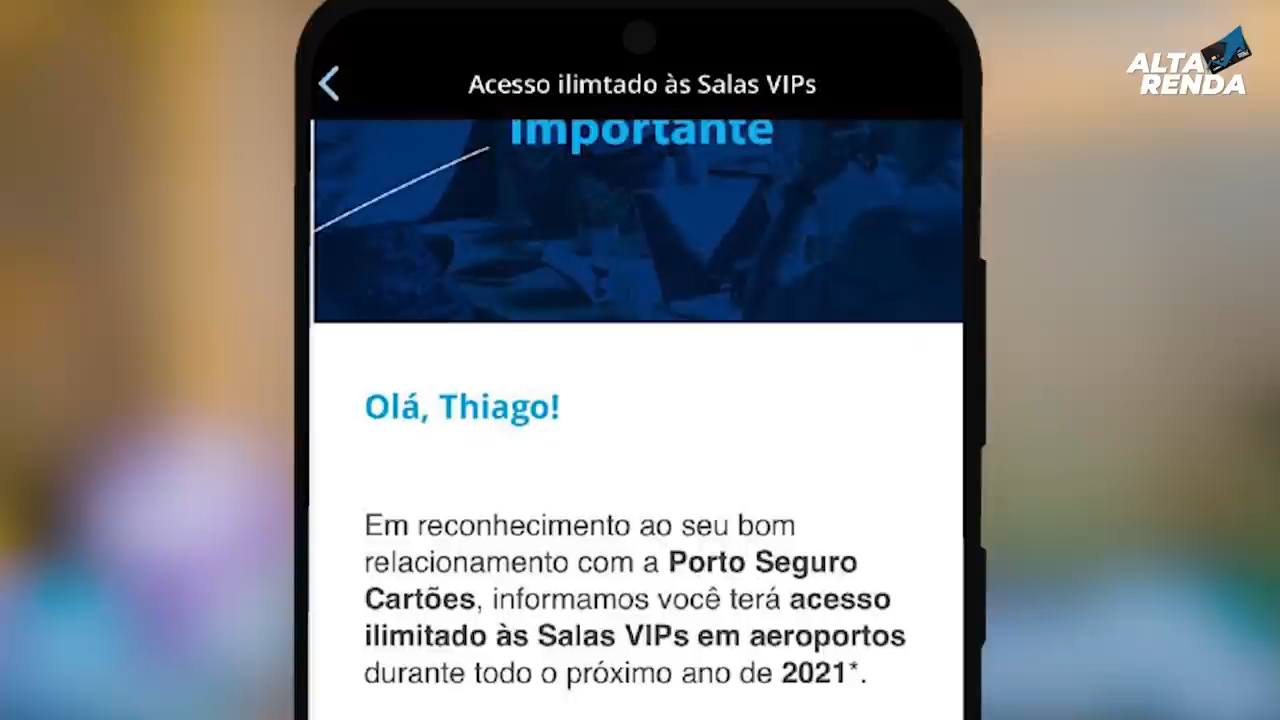 Acesso ilimtado às Salas VIPs
ALTA
RENDA
Importante
Olá, Thiago!
Em reconhecimento ao seu bom
relacionamento com a Porto Seguro
Cartões, informamos você terá acesso
ilimitado às Salas VIPs em aeroportos
durante todo o próximo ano de 2021*.